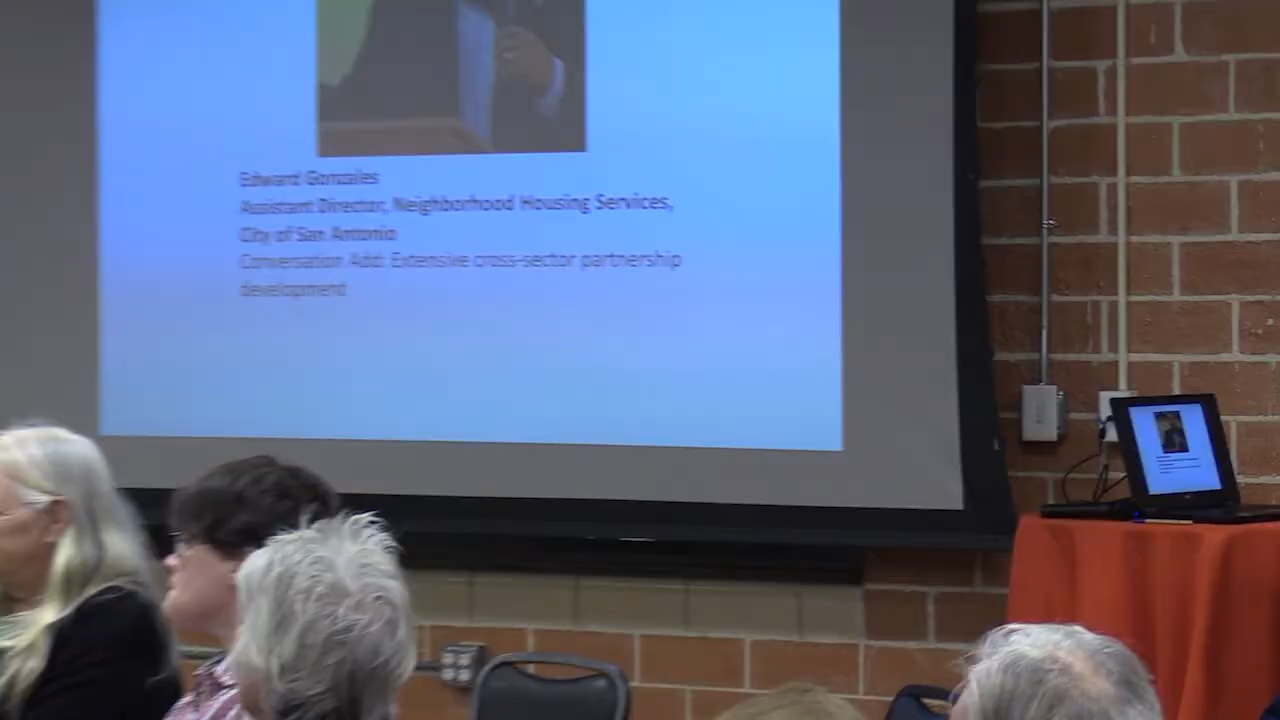 Edward Gonzales
Assistant Director, Neighborhood Housing Services,
City of San Antonio
Conversation Add: Extensive cross-sector partnership
development